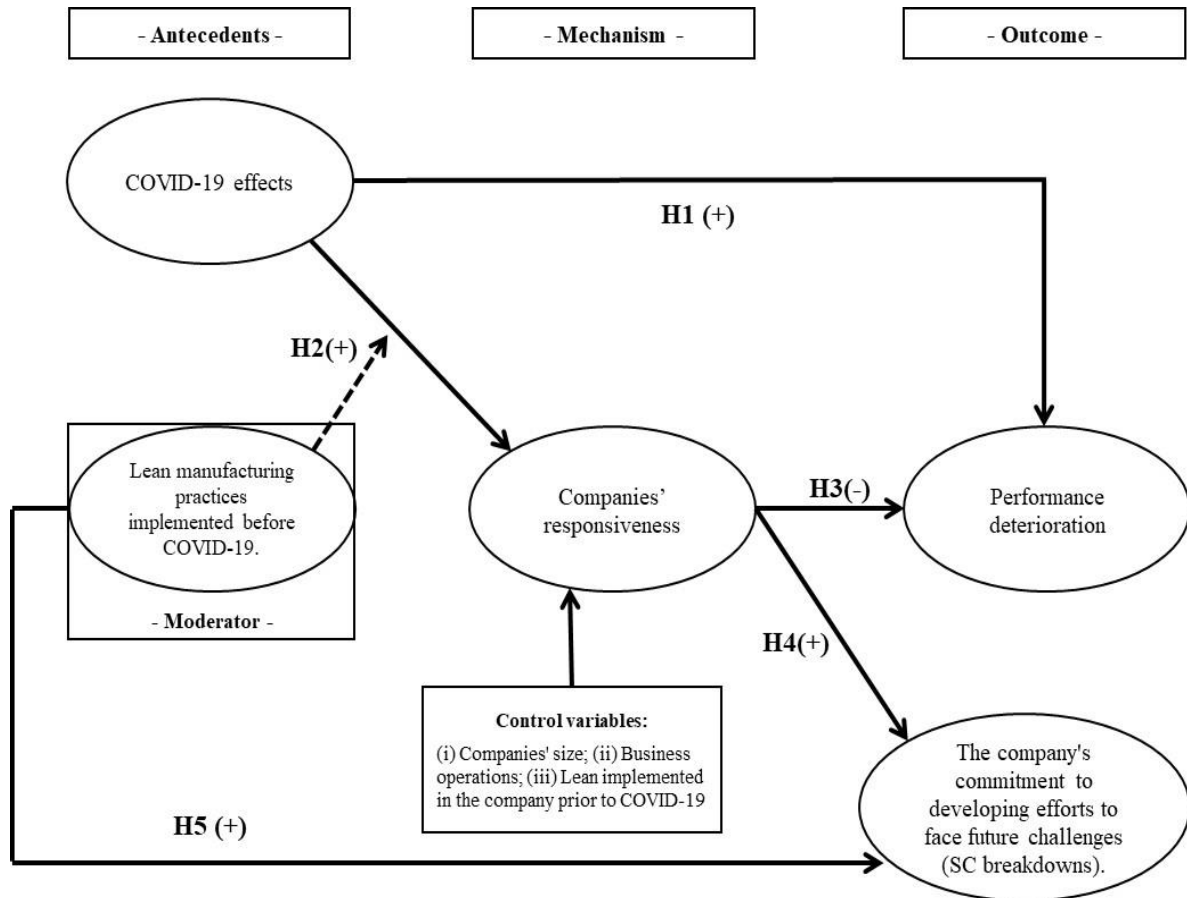 - Antecedents -
- Mechanism -
- Outcome -
COVID-19 effects
H1 (+)
H2(+)
Lean manufacturing
practices
implemented before
COVID-19.
- Moderator -
Companies’
responsiveness
H3(-)
Performance
deterioration
H4(+)
Control variables:
(i) Companies' size; (ii) Business
operations; (iii) Lean implemented
in the company prior to COVID-19
The company's
commitment to
developing efforts to
face future challenges
(SC breakdowns).
H5 (+)